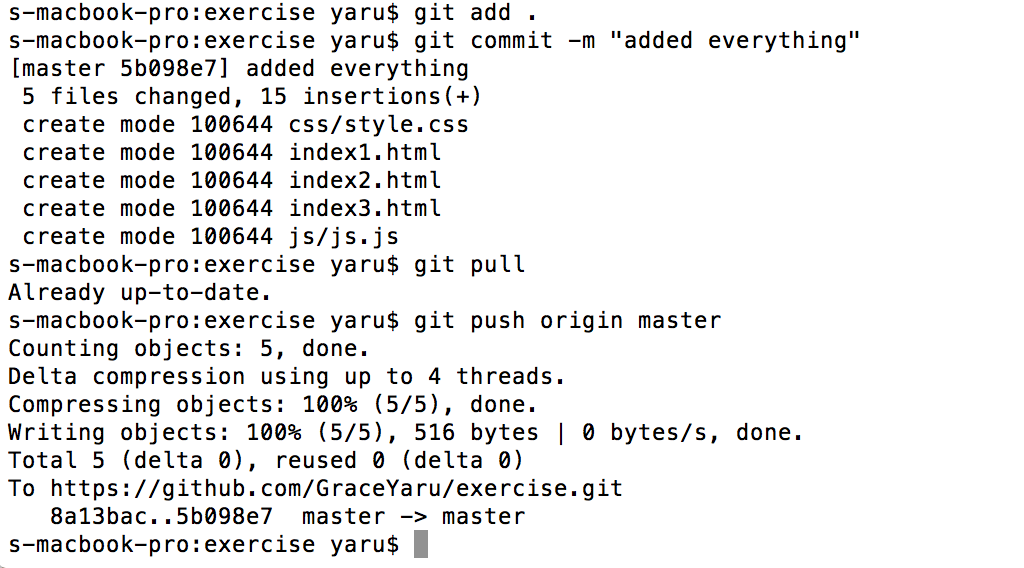 s-macbook-pro:exercise yaru$ git add .
s-macbook-pro:exercise yaru$ git commit -m "added everything"
[master 5b098e7] added everything
 5 files changed, 15 insertions(+)
 create mode 100644 css/style.css
 create mode 100644 index1.html
 create mode 100644 index2.html
 create mode 100644 index3.html
 create mode 100644 js/js.js
s-macbook-pro:exercise yaru$ git pull
Already up-to-date.
s-macbook-pro:exercise yaru$ git push origin master
Counting objects: 5, done.
Delta compression using up to 4 threads.
Compressing objects: 100% (5/5), done.
Writing objects: 100% (5/5), 516 bytes | 0 bytes/s, done.
Total 5 (delta 0), reused 0 (delta 0)
To https://github.com/GraceYaru/exercise.git
   8a13bac..5b098e7  master -> master
s-macbook-pro:exercise yaru$